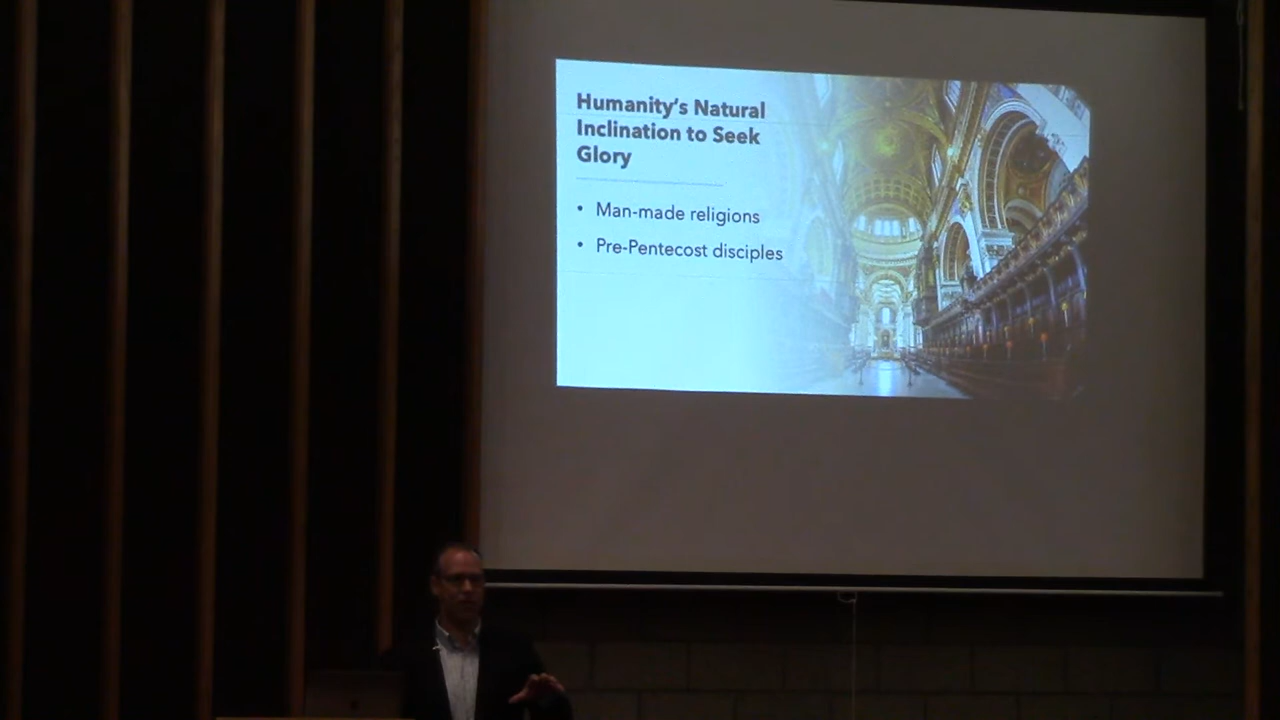 Humanity's Natural
Inclination to Seek
Glory
• Man-made religions
• Pre-Pentecost disciples